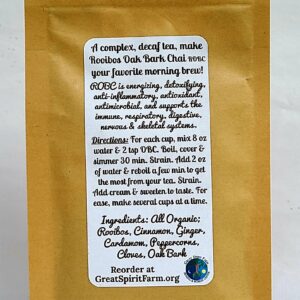 A complex, decaf tea, make
Rooibos Oak Bark Chai ROBC
your favorite morning brew!
ROBC is energizing, detoxifying,
anti-inflammatory, antioxidant,
antimicrobial, and supports the
immune, respiratory, digestive,
nervous & skeletal systems.
Directions: For each cup, mix 8 oz
water & 2 tsp OBC. Boil, cover &
simmer 30 min. Strain. Add 2 oz
of water & reboil a few min to get
the most from your tea. Strain.
Add cream & sweeten to taste. For
ease, make several cups at a time.
Ingredients: All Organic;
Rooibos, Cinnamon, Ginger,
Cardamom, Peppercorns,
Cloves, Oak Bark
Reorder at
GreatSpiritFarm.org